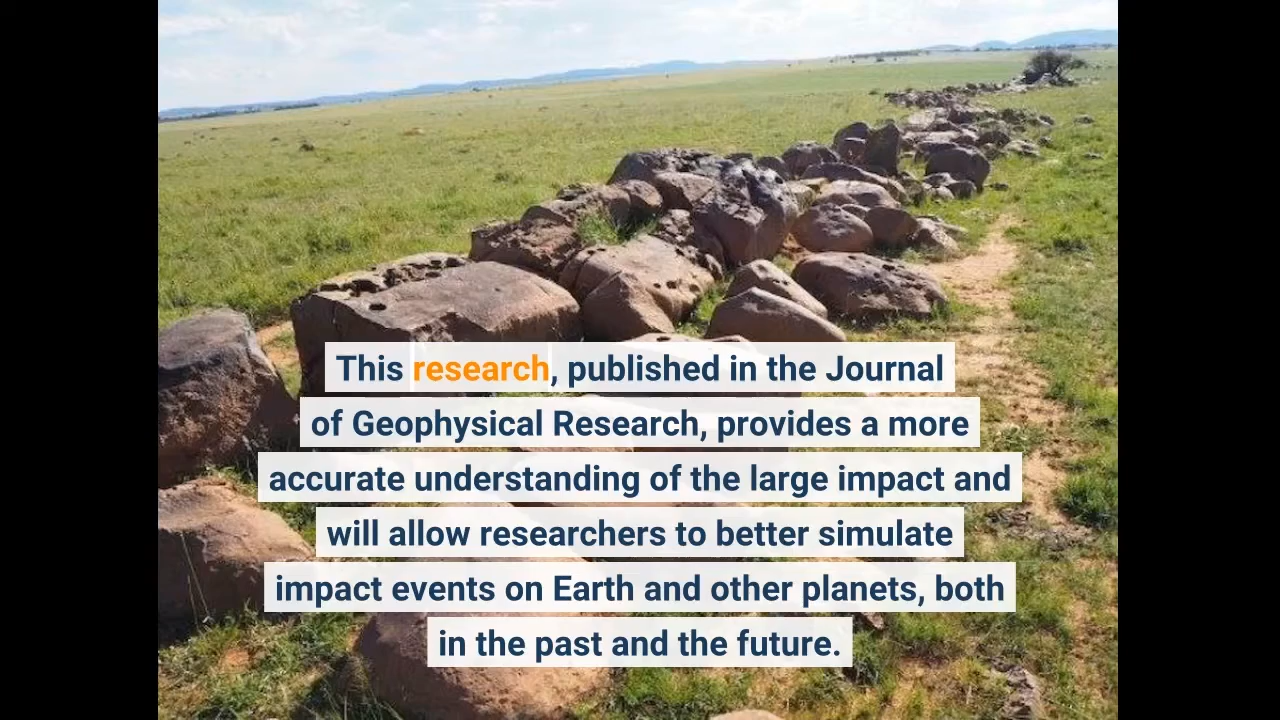 This research, published in the Journal
of Geophysical Research, provides a more
accurate understanding of the large impact and
will allow researchers to better simulate
impact events on Earth and other planets, both
in the past and the future.